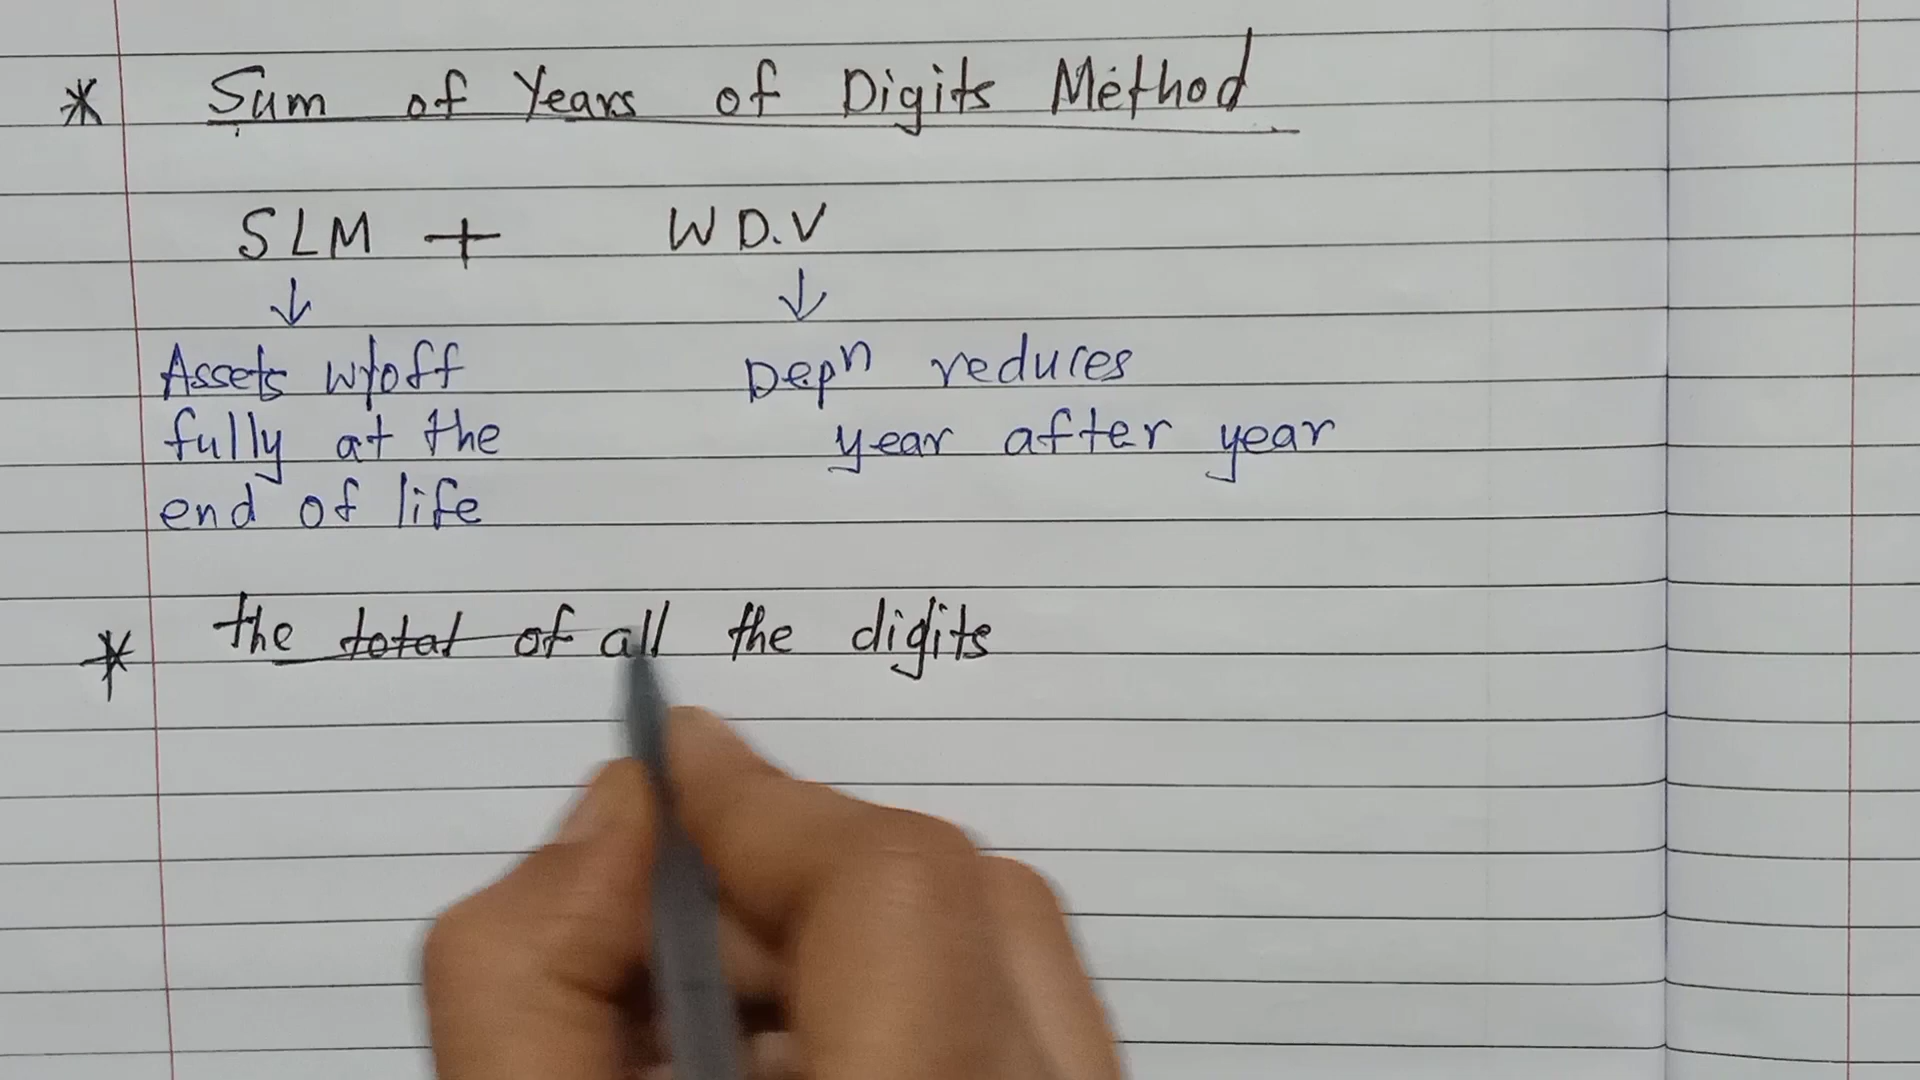 * Sum of Years of Digits Method
SLM + W D.V
↓ ↓
Assets w/off Depⁿ reduces
fully at the year after year
end of life
* the total of all the digits